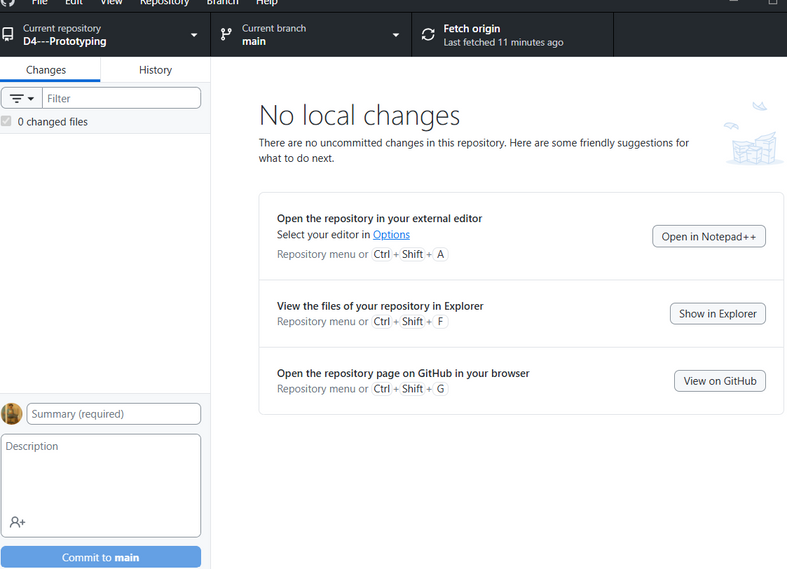 File Edit View Repository Branch Help
Current repository
D4---Prototyping
Current branch
main
Fetch origin
Last fetched 11 minutes ago
Changes
History
Filter
0 changed files
No local changes
There are no uncommitted changes in this repository. Here are some friendly suggestions for
what to do next.
Open the repository in your external editor
Select your editor in Options
Repository menu or Ctrl + Shift + A
Open in Notepad++
View the files of your repository in Explorer
Repository menu or Ctrl + Shift + F
Show in Explorer
Open the repository page on GitHub in your browser
Repository menu or Ctrl + Shift + G
View on GitHub
Summary (required)
Description
Commit to main